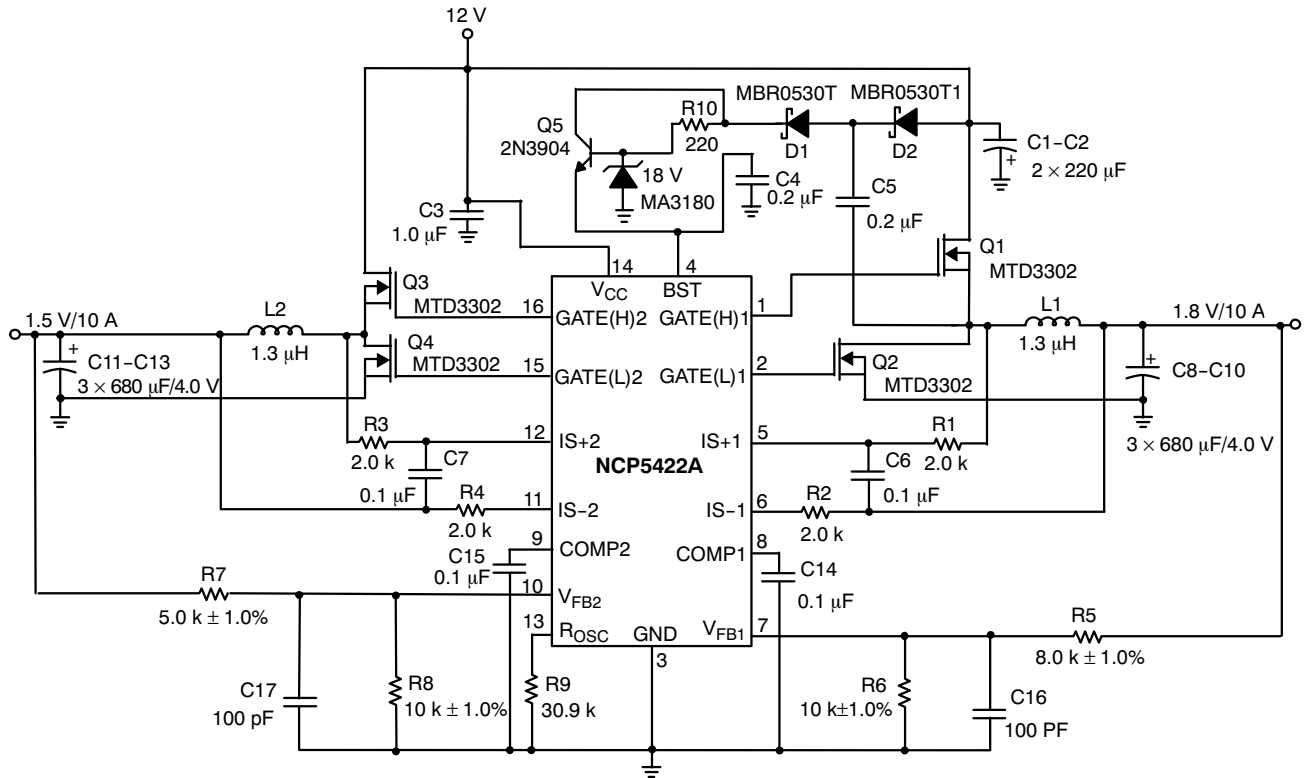 12 V
MBR0530T
MBR0530T1
R10
220
D1
D2
Q5
2N3904
18 V
MA3180
C4
0.2 μF
C5
0.2 μF
C1–C2
2 × 220 μF
+
C3
1.0 μF
14
4
VCC
BST
Q3
MTD3302
16
GATE(H)2
GATE(H)1
1
Q1
MTD3302
1.5 V/10 A
L2
1.3 μH
L1
1.3 μH
1.8 V/10 A
+
C11–C13
3 × 680 μF/4.0 V
Q4
MTD3302
15
GATE(L)2
GATE(L)1
2
Q2
MTD3302
+
C8–C10
3 × 680 μF/4.0 V
R3
2.0 k
12
IS+2
IS+1
5
R1
2.0 k
C7
0.1 μF
NCP5422A
C6
0.1 μF
R4
2.0 k
11
IS–2
IS–1
6
R2
2.0 k
9
COMP2
COMP1
8
C15
0.1 μF
C14
0.1 μF
R7
5.0 k ± 1.0%
10
VFB2
13
ROSC
GND
3
VFB1
7
R5
8.0 k ± 1.0%
C17
100 pF
R8
10 k ± 1.0%
R9
30.9 k
R6
10 k±1.0%
C16
100 PF